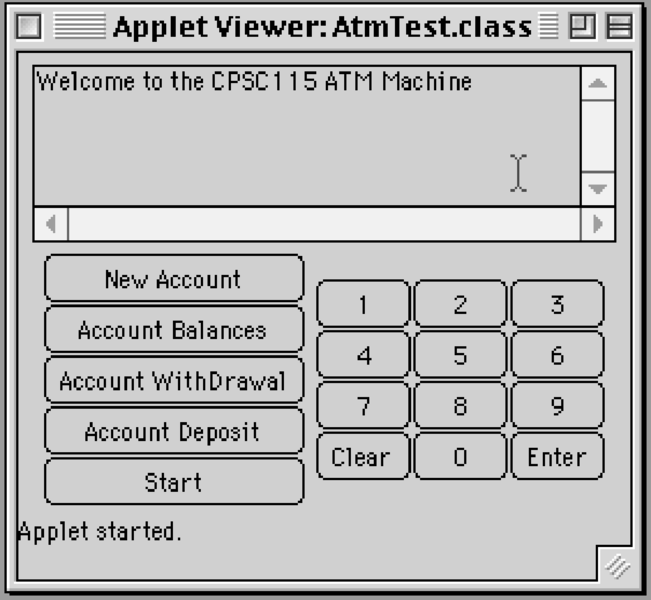 Applet Viewer: AtmTest.class
Welcome to the CPSC115 ATM Machine
New Account
Account Balances
Account WithDrawal
Account Deposit
Start
1 2 3
4 5 6
7 8 9
Clear 0 Enter
Applet started.